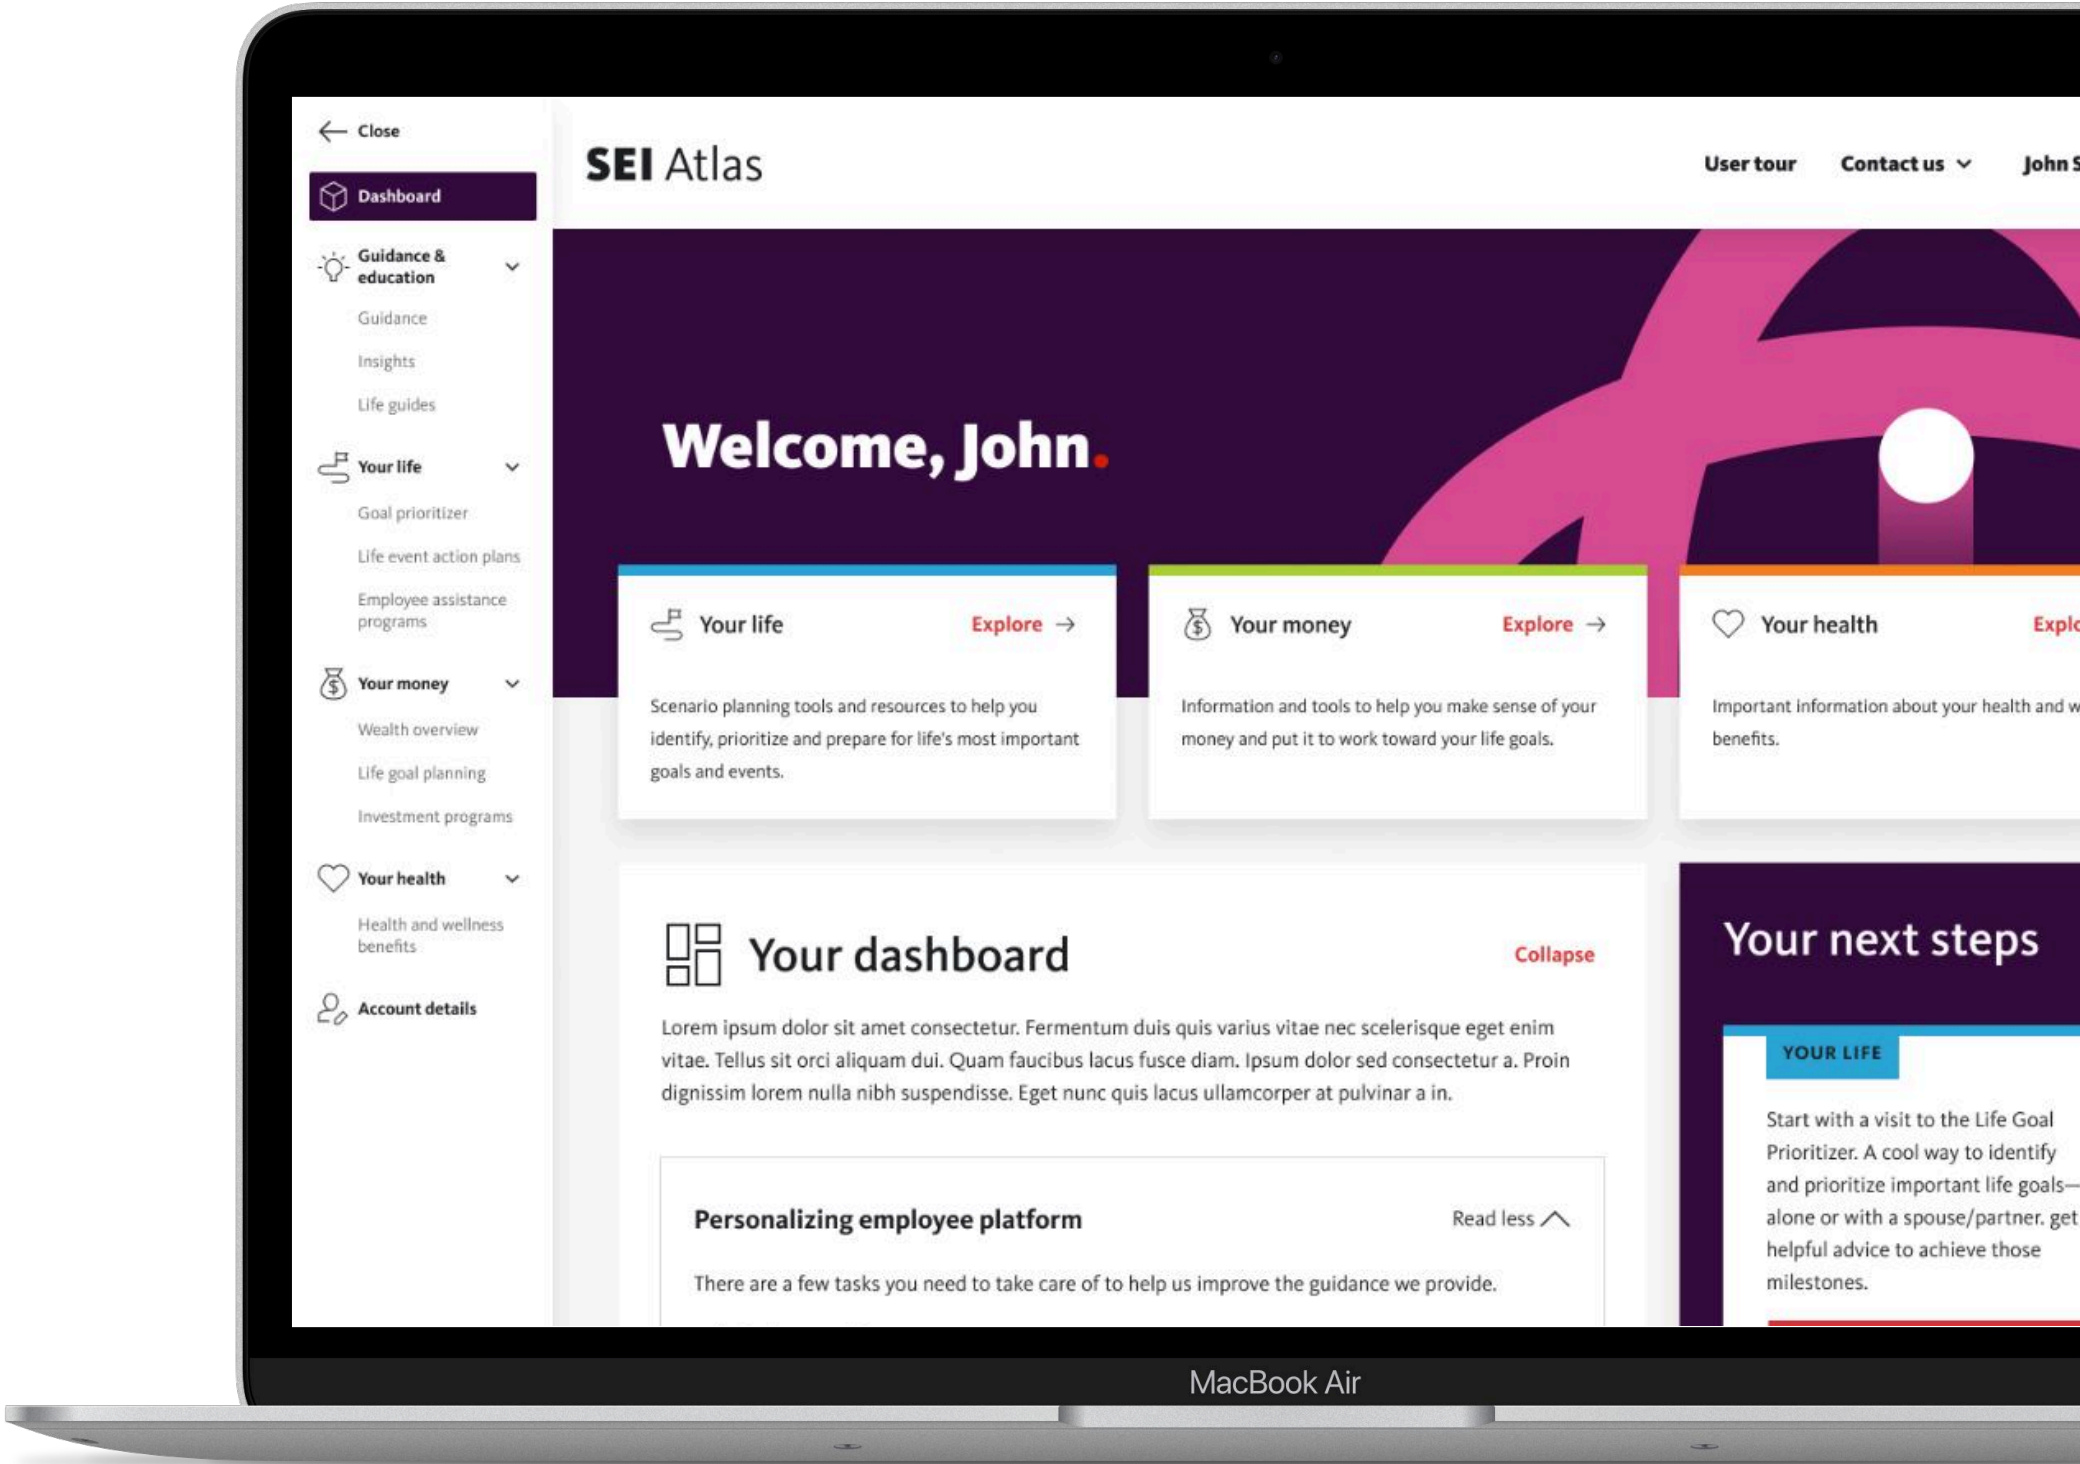 Close
Dashboard
Guidance &
education
Guidance
Insights
Life guides
Your life
Goal prioritizer
Life event action plans
Employee assistance
programs
Your money
Wealth overview
Life goal planning
Investment programs
Your health
Health and wellness
benefits
Account details
SEI Atlas
User tour
Contact us
John S
Welcome, John.
Your life
Explore →
Scenario planning tools and resources to help you
identify, prioritize and prepare for life's most important
goals and events.
Your money
Explore →
Information and tools to help you make sense of your
money and put it to work toward your life goals.
Your health
Explo
Important information about your health and w
benefits.
Your dashboard
Collapse
Lorem ipsum dolor sit amet consectetur. Fermentum duis quis varius vitae nec scelerisque eget enim
vitae. Tellus sit orci aliquam dui. Quam faucibus lacus fusce diam. Ipsum dolor sed consectetur a. Proin
dignissim lorem nulla nibh suspendisse. Eget nunc quis lacus ullamcorper at pulvinar a in.
Personalizing employee platform
Read less
There are a few tasks you need to take care of to help us improve the guidance we provide.
Your next steps
YOUR LIFE
Start with a visit to the Life Goal
Prioritizer. A cool way to identify
and prioritize important life goals—
alone or with a spouse/partner. get
helpful advice to achieve those
milestones.
MacBook Air